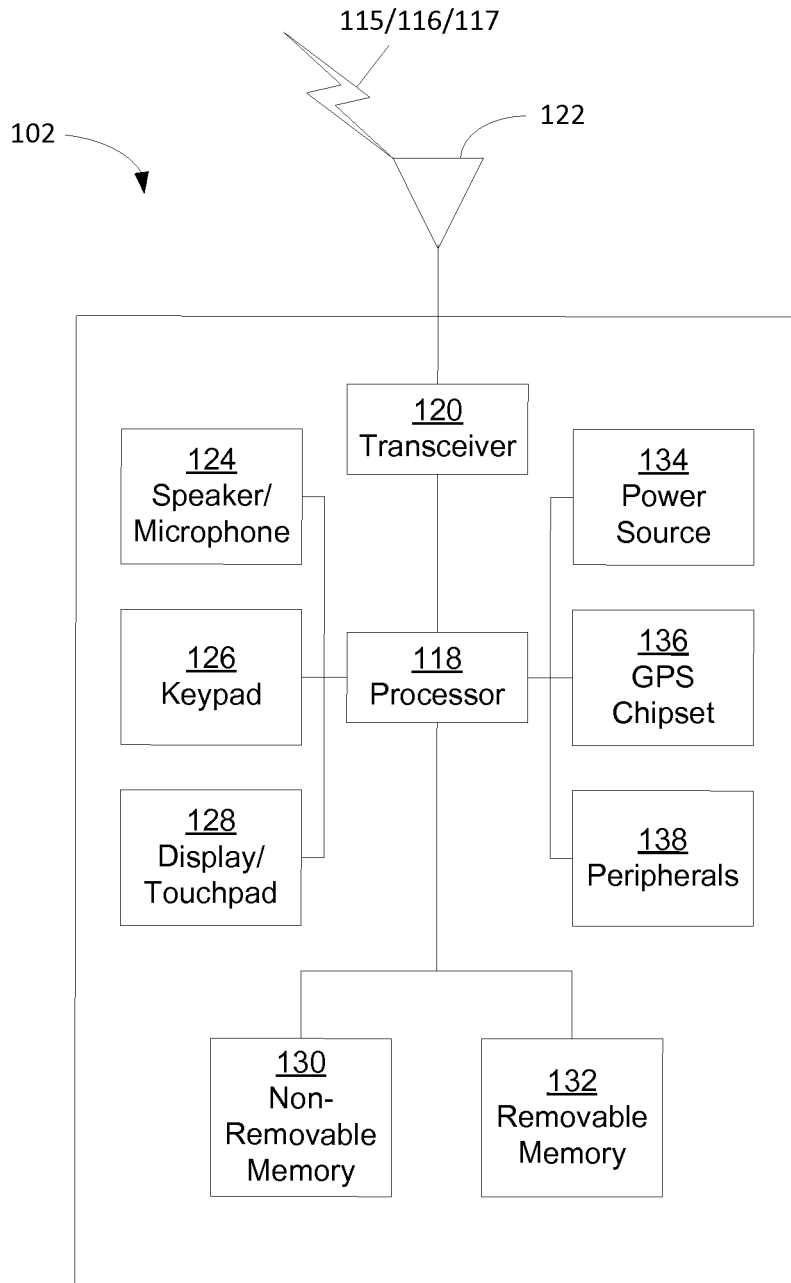 115/116/117
122
102
120
Transceiver
124
Speaker/
Microphone
134
Power
Source
126
Keypad
118
Processor
136
GPS
Chipset
128
Display/
Touchpad
138
Peripherals
130
Non-
Removable
Memory
132
Removable
Memory